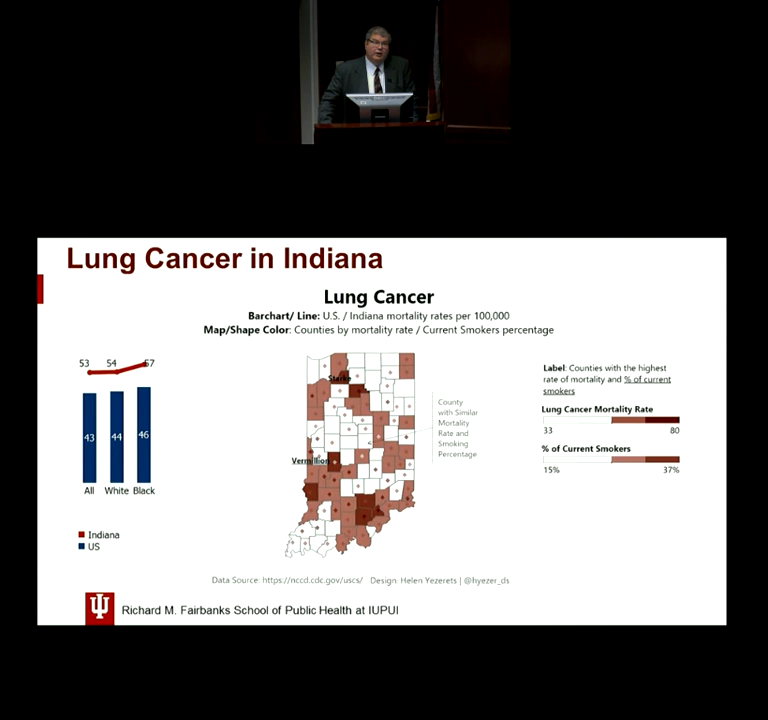 Lung Cancer in Indiana
Lung Cancer
Barchart/ Line: U.S. / Indiana mortality rates per 100,000
Map/Shape Color: Counties by mortality rate / Current Smokers percentage
53 54 57
43 44 46
All White Black
Indiana
US
Starke
Vermillion
County
with Similar
Mortality
Rate and
Smoking
Percentage
Label: Counties with the highest
rate of mortality and % of current
smokers
Lung Cancer Mortality Rate
33 80
% of Current Smokers
15% 37%
Data Source: https://nccd.cdc.gov/uscs/ Design: Helen Yezerets | @hyezer_ds
Richard M. Fairbanks School of Public Health at IUPUI